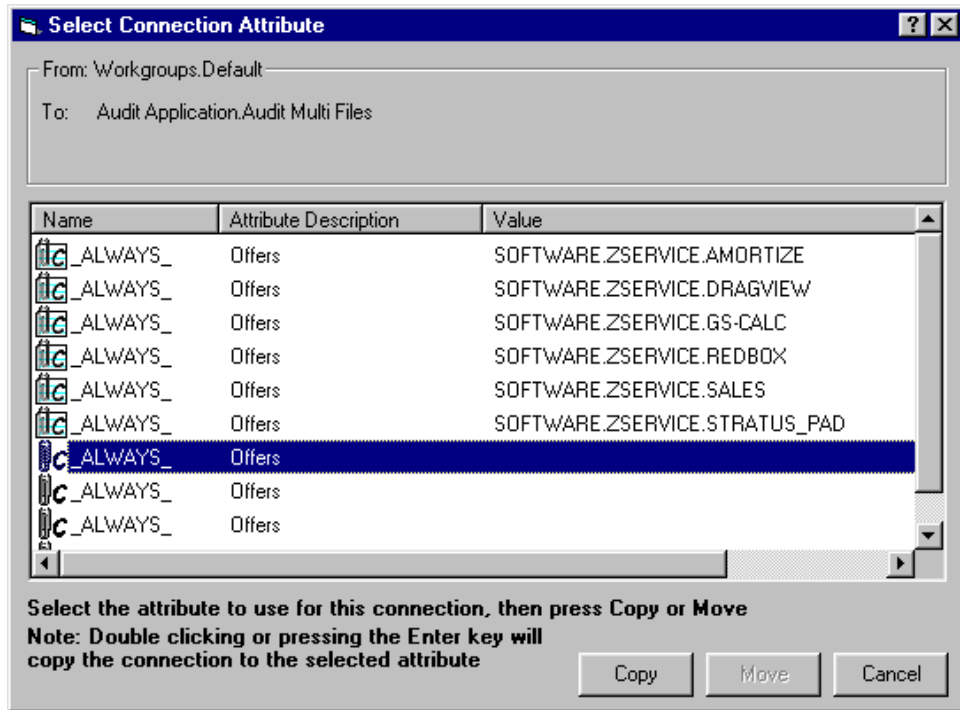 Select Connection Attribute
From: Workgroups.Default
To: Audit Application.Audit Multi Files
Name Attribute Description Value
_ALWAYS_ Offers SOFTWARE.ZSERVICE.AMORTIZE
_ALWAYS_ Offers SOFTWARE.ZSERVICE.DRAGVIEW
_ALWAYS_ Offers SOFTWARE.ZSERVICE.GS-CALC
_ALWAYS_ Offers SOFTWARE.ZSERVICE.REDBOX
_ALWAYS_ Offers SOFTWARE.ZSERVICE.SALES
_ALWAYS_ Offers SOFTWARE.ZSERVICE.STRATUS_PAD
_ALWAYS_ Offers
_ALWAYS_ Offers
_ALWAYS_ Offers
Select the attribute to use for this connection, then press Copy or Move
Note: Double clicking or pressing the Enter key will
copy the connection to the selected attribute
Copy Move Cancel